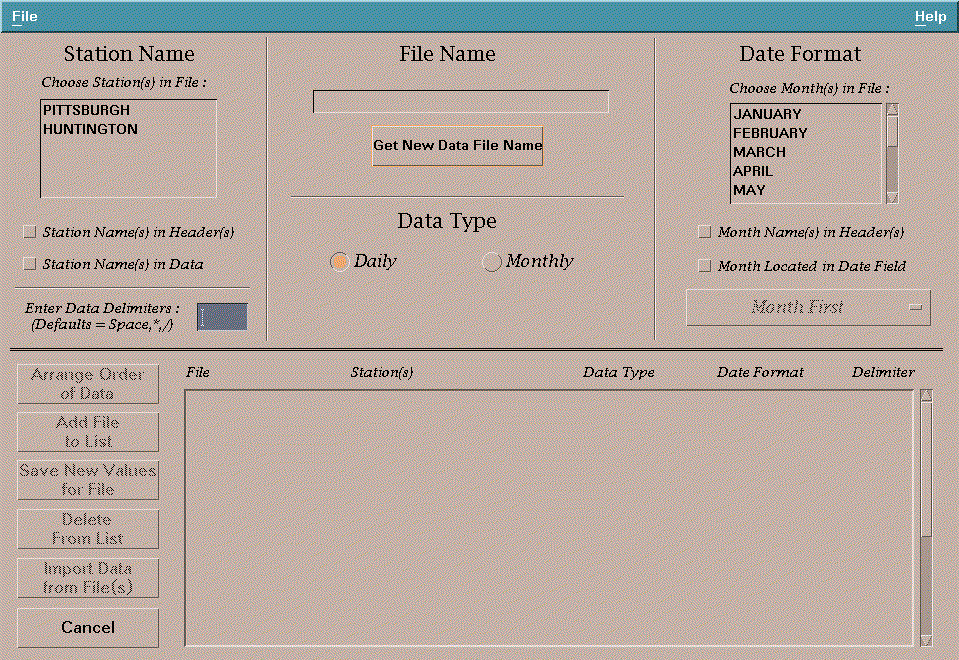 File
Help
Station Name
Choose Station(s) in File :
PITTSBURGH
HUNTINGTON
Station Name(s) in Header(s)
Station Name(s) in Data
Enter Data Delimiters :
(Defaults = Space,*,/)
File Name
Get New Data File Name
Data Type
Daily
Monthly
Date Format
Choose Month(s) in File :
JANUARY
FEBRUARY
MARCH
APRIL
MAY
Month Name(s) in Header(s)
Month Located in Date Field
Month First
Arrange Order
of Data
Add File
to List
Save New Values
for File
Delete
From List
Import Data
from File(s)
Cancel
File Station(s) Data Type Date Format Delimiter